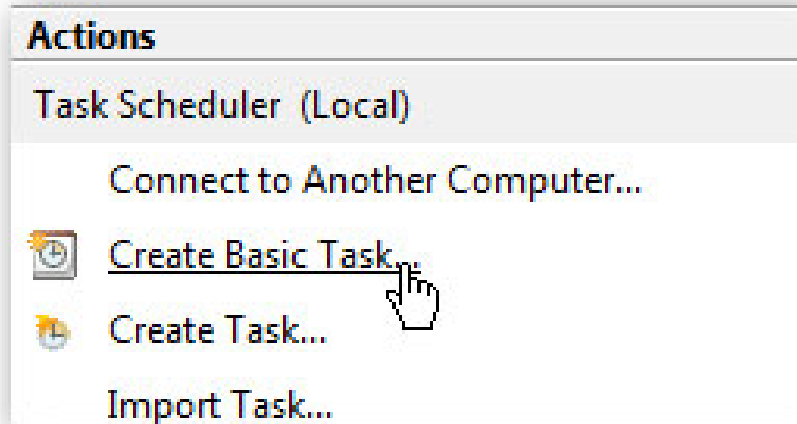 Actions
Task Scheduler (Local)
Connect to Another Computer...
Create Basic Task...
Create Task...
Import Task...